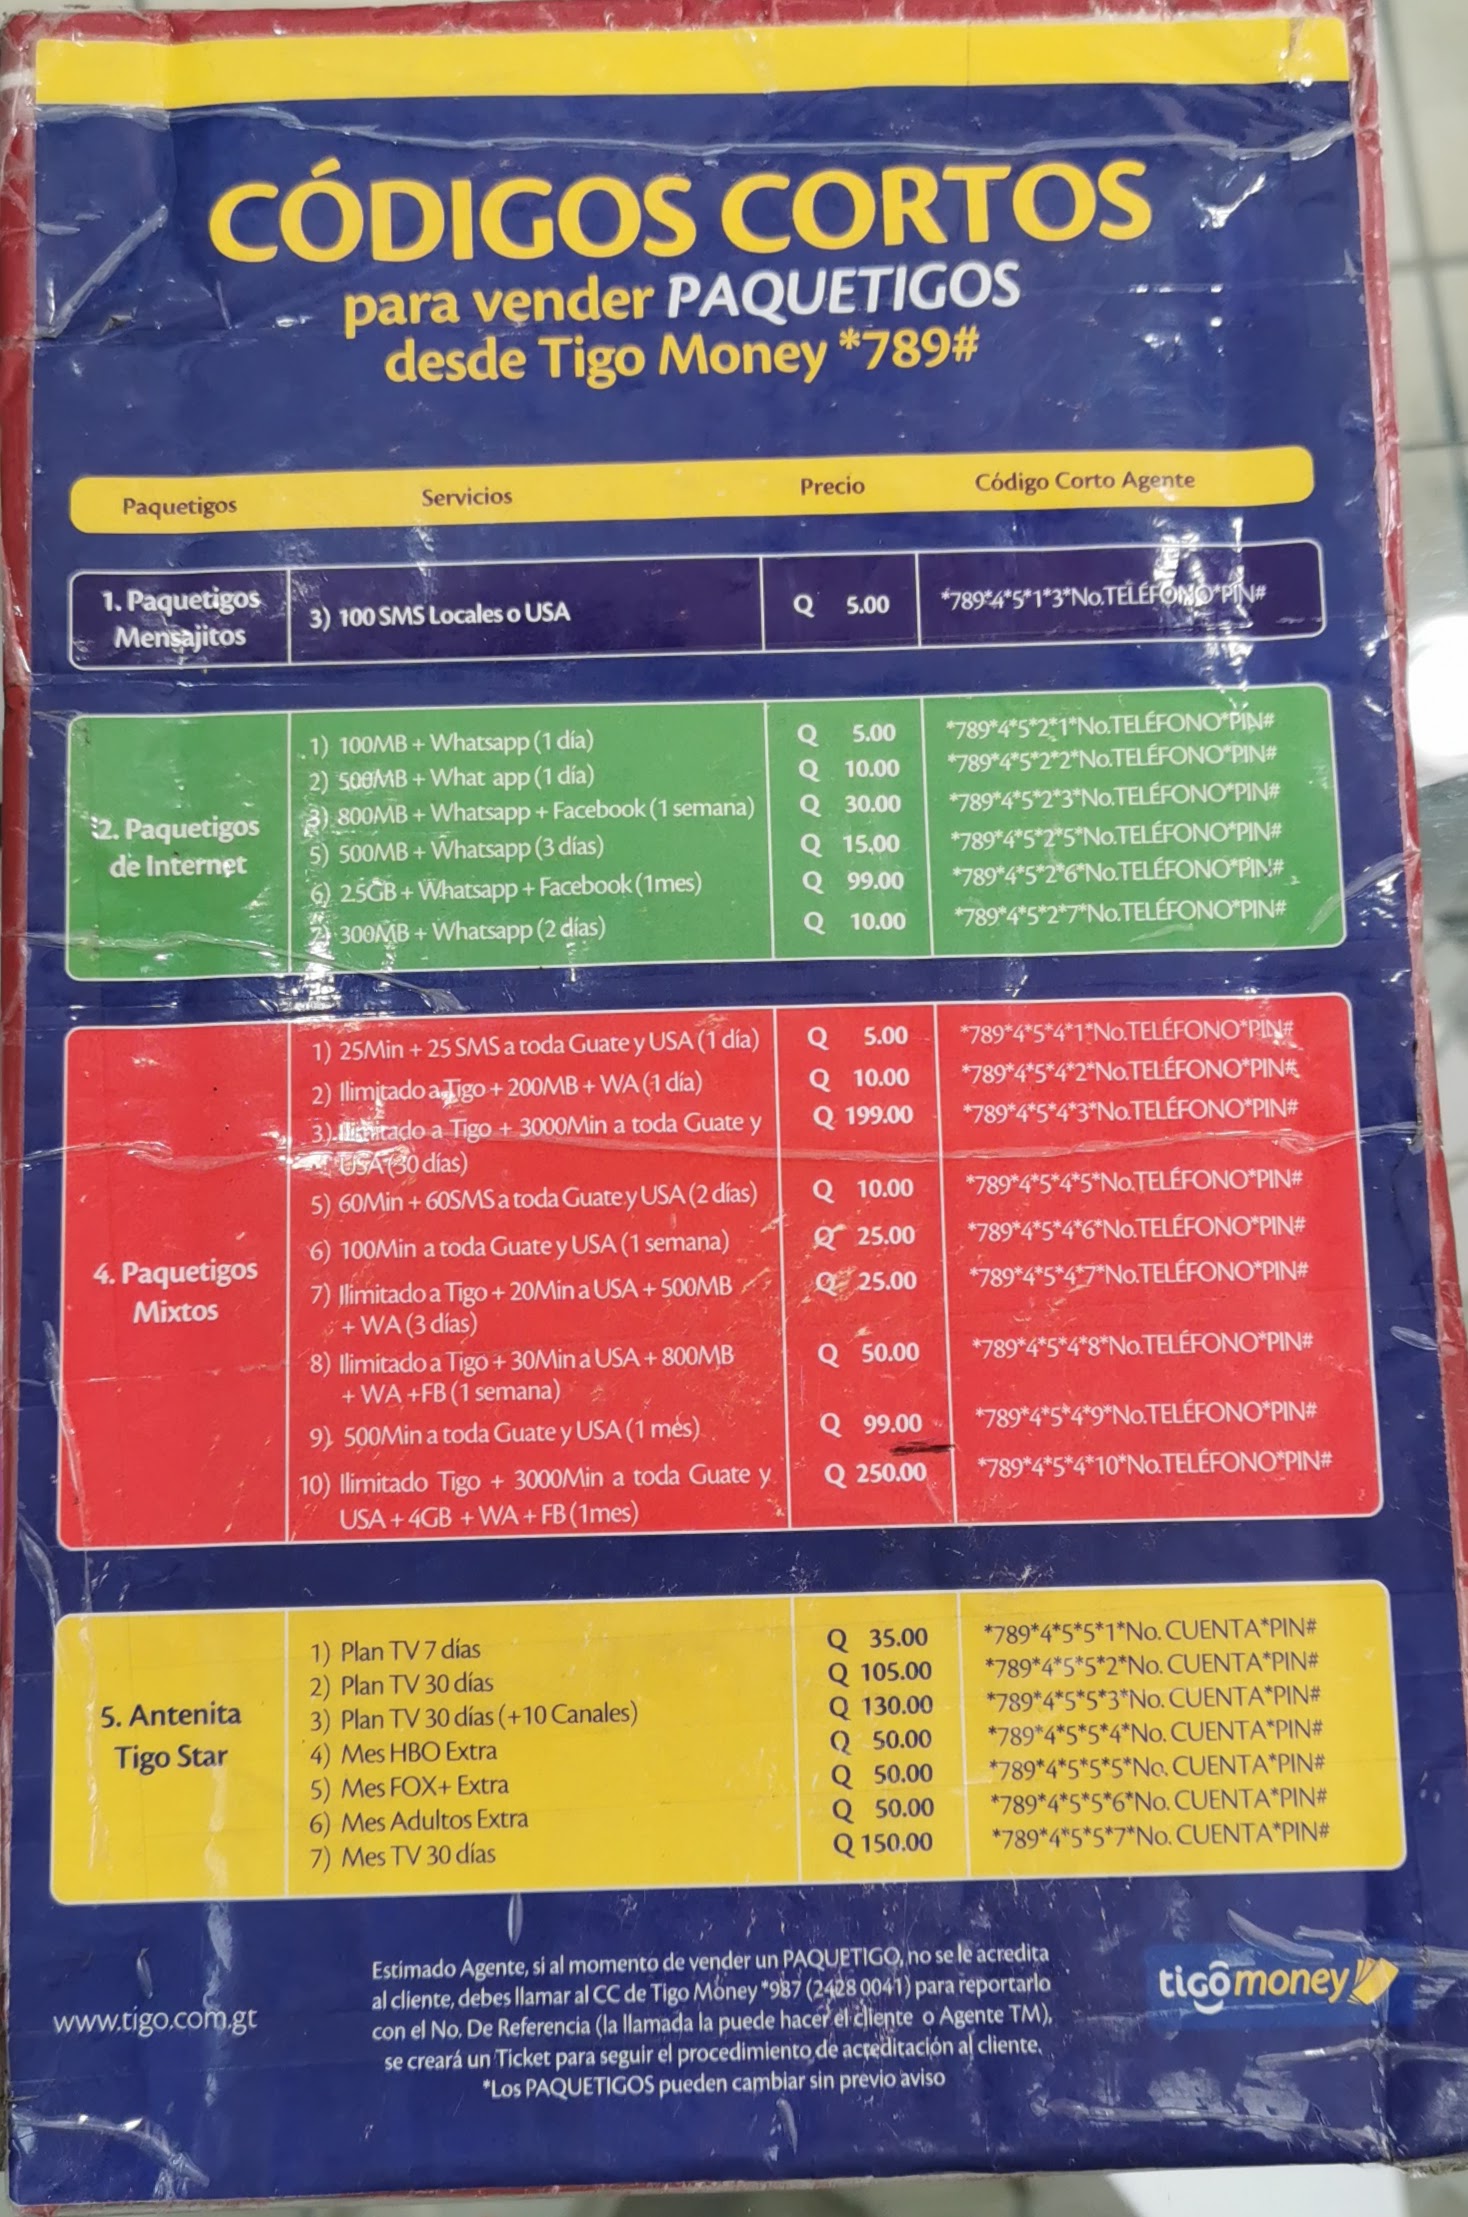 CÓDIGOS CORTOS
para vender PAQUETIGOS
desde Tigo Money *789#
Paquetigos Servicios Precio Código Corto Agente
1. Paquetigos
Mensajitos
3) 100 SMS Locales o USA Q 5.00 *789*4*5*1*3*No.TELÉFONO*PIN#
2. Paquetigos
de Internet
1) 100MB + Whatsapp (1 día) Q 5.00 *789*4*5*2*1*No.TELÉFONO*PIN#
2) 500MB + What app (1 día) Q 10.00 *789*4*5*2*2*No.TELÉFONO*PIN#
3) 800MB + Whatsapp + Facebook (1 semana) Q 30.00 *789*4*5*2*3*No.TELÉFONO*PIN#
5) 500MB + Whatsapp (3 días) Q 15.00 *789*4*5*2*5*No.TELÉFONO*PIN#
6) 2.5GB + Whatsapp + Facebook (1mes) Q 99.00 *789*4*5*2*6*No.TELÉFONO*PIN#
7) 300MB + Whatsapp (2 días) Q 10.00 *789*4*5*2*7*No.TELÉFONO*PIN#
4. Paquetigos
Mixtos
1) 25Min + 25 SMS a toda Guate y USA (1 día) Q 5.00 *789*4*5*4*1*No.TELÉFONO*PIN#
2) Ilimitado a Tigo + 200MB + WA (1 día) Q 10.00 *789*4*5*4*2*No.TELÉFONO*PIN#
3) Ilimitado a Tigo + 3000Min a toda Guate y Q 199.00 *789*4*5*4*3*No.TELÉFONO*PIN#
USA (30 días)
5) 60Min + 60SMS a toda Guate y USA (2 días) Q 10.00 *789*4*5*4*5*No.TELÉFONO*PIN#
6) 100Min a toda Guate y USA (1 semana) Q 25.00 *789*4*5*4*6*No.TELÉFONO*PIN#
7) Ilimitado a Tigo + 20Min a USA + 500MB Q 25.00 *789*4*5*4*7*No.TELÉFONO*PIN#
+ WA (3 días)
8) Ilimitado a Tigo + 30Min a USA + 800MB Q 50.00 *789*4*5*4*8*No.TELÉFONO*PIN#
+ WA +FB (1 semana)
9) 500Min a toda Guate y USA (1 mes) Q 99.00 *789*4*5*4*9*No.TELÉFONO*PIN#
10) Ilimitado Tigo + 3000Min a toda Guate y Q 250.00 *789*4*5*4*10*No.TELÉFONO*PIN#
USA + 4GB + WA + FB (1mes)
5. Antenita
Tigo Star
1) Plan TV 7 días Q 35.00 *789*4*5*5*1*No. CUENTA*PIN#
2) Plan TV 30 días Q 105.00 *789*4*5*5*2*No. CUENTA*PIN#
3) Plan TV 30 días (+10 Canales) Q 130.00 *789*4*5*5*3*No. CUENTA*PIN#
4) Mes HBO Extra Q 50.00 *789*4*5*5*4*No. CUENTA*PIN#
5) Mes FOX+ Extra Q 50.00 *789*4*5*5*5*No. CUENTA*PIN#
6) Mes Adultos Extra Q 50.00 *789*4*5*5*6*No. CUENTA*PIN#
7) Mes TV 30 días Q 150.00 *789*4*5*5*7*No. CUENTA*PIN#
Estimado Agente, si al momento de vender un PAQUETIGO, no se le acredita
al cliente, debes llamar al CC de Tigo Money *987 (2428 0041) para reportarlo
con el No. De Referencia (la llamada la puede hacer el cliente o Agente TM),
se creará un Ticket para seguir el procedimiento de acreditación al cliente.
*Los PAQUETIGOS pueden cambiar sin previo aviso
www.tigo.com.gt
tigo money